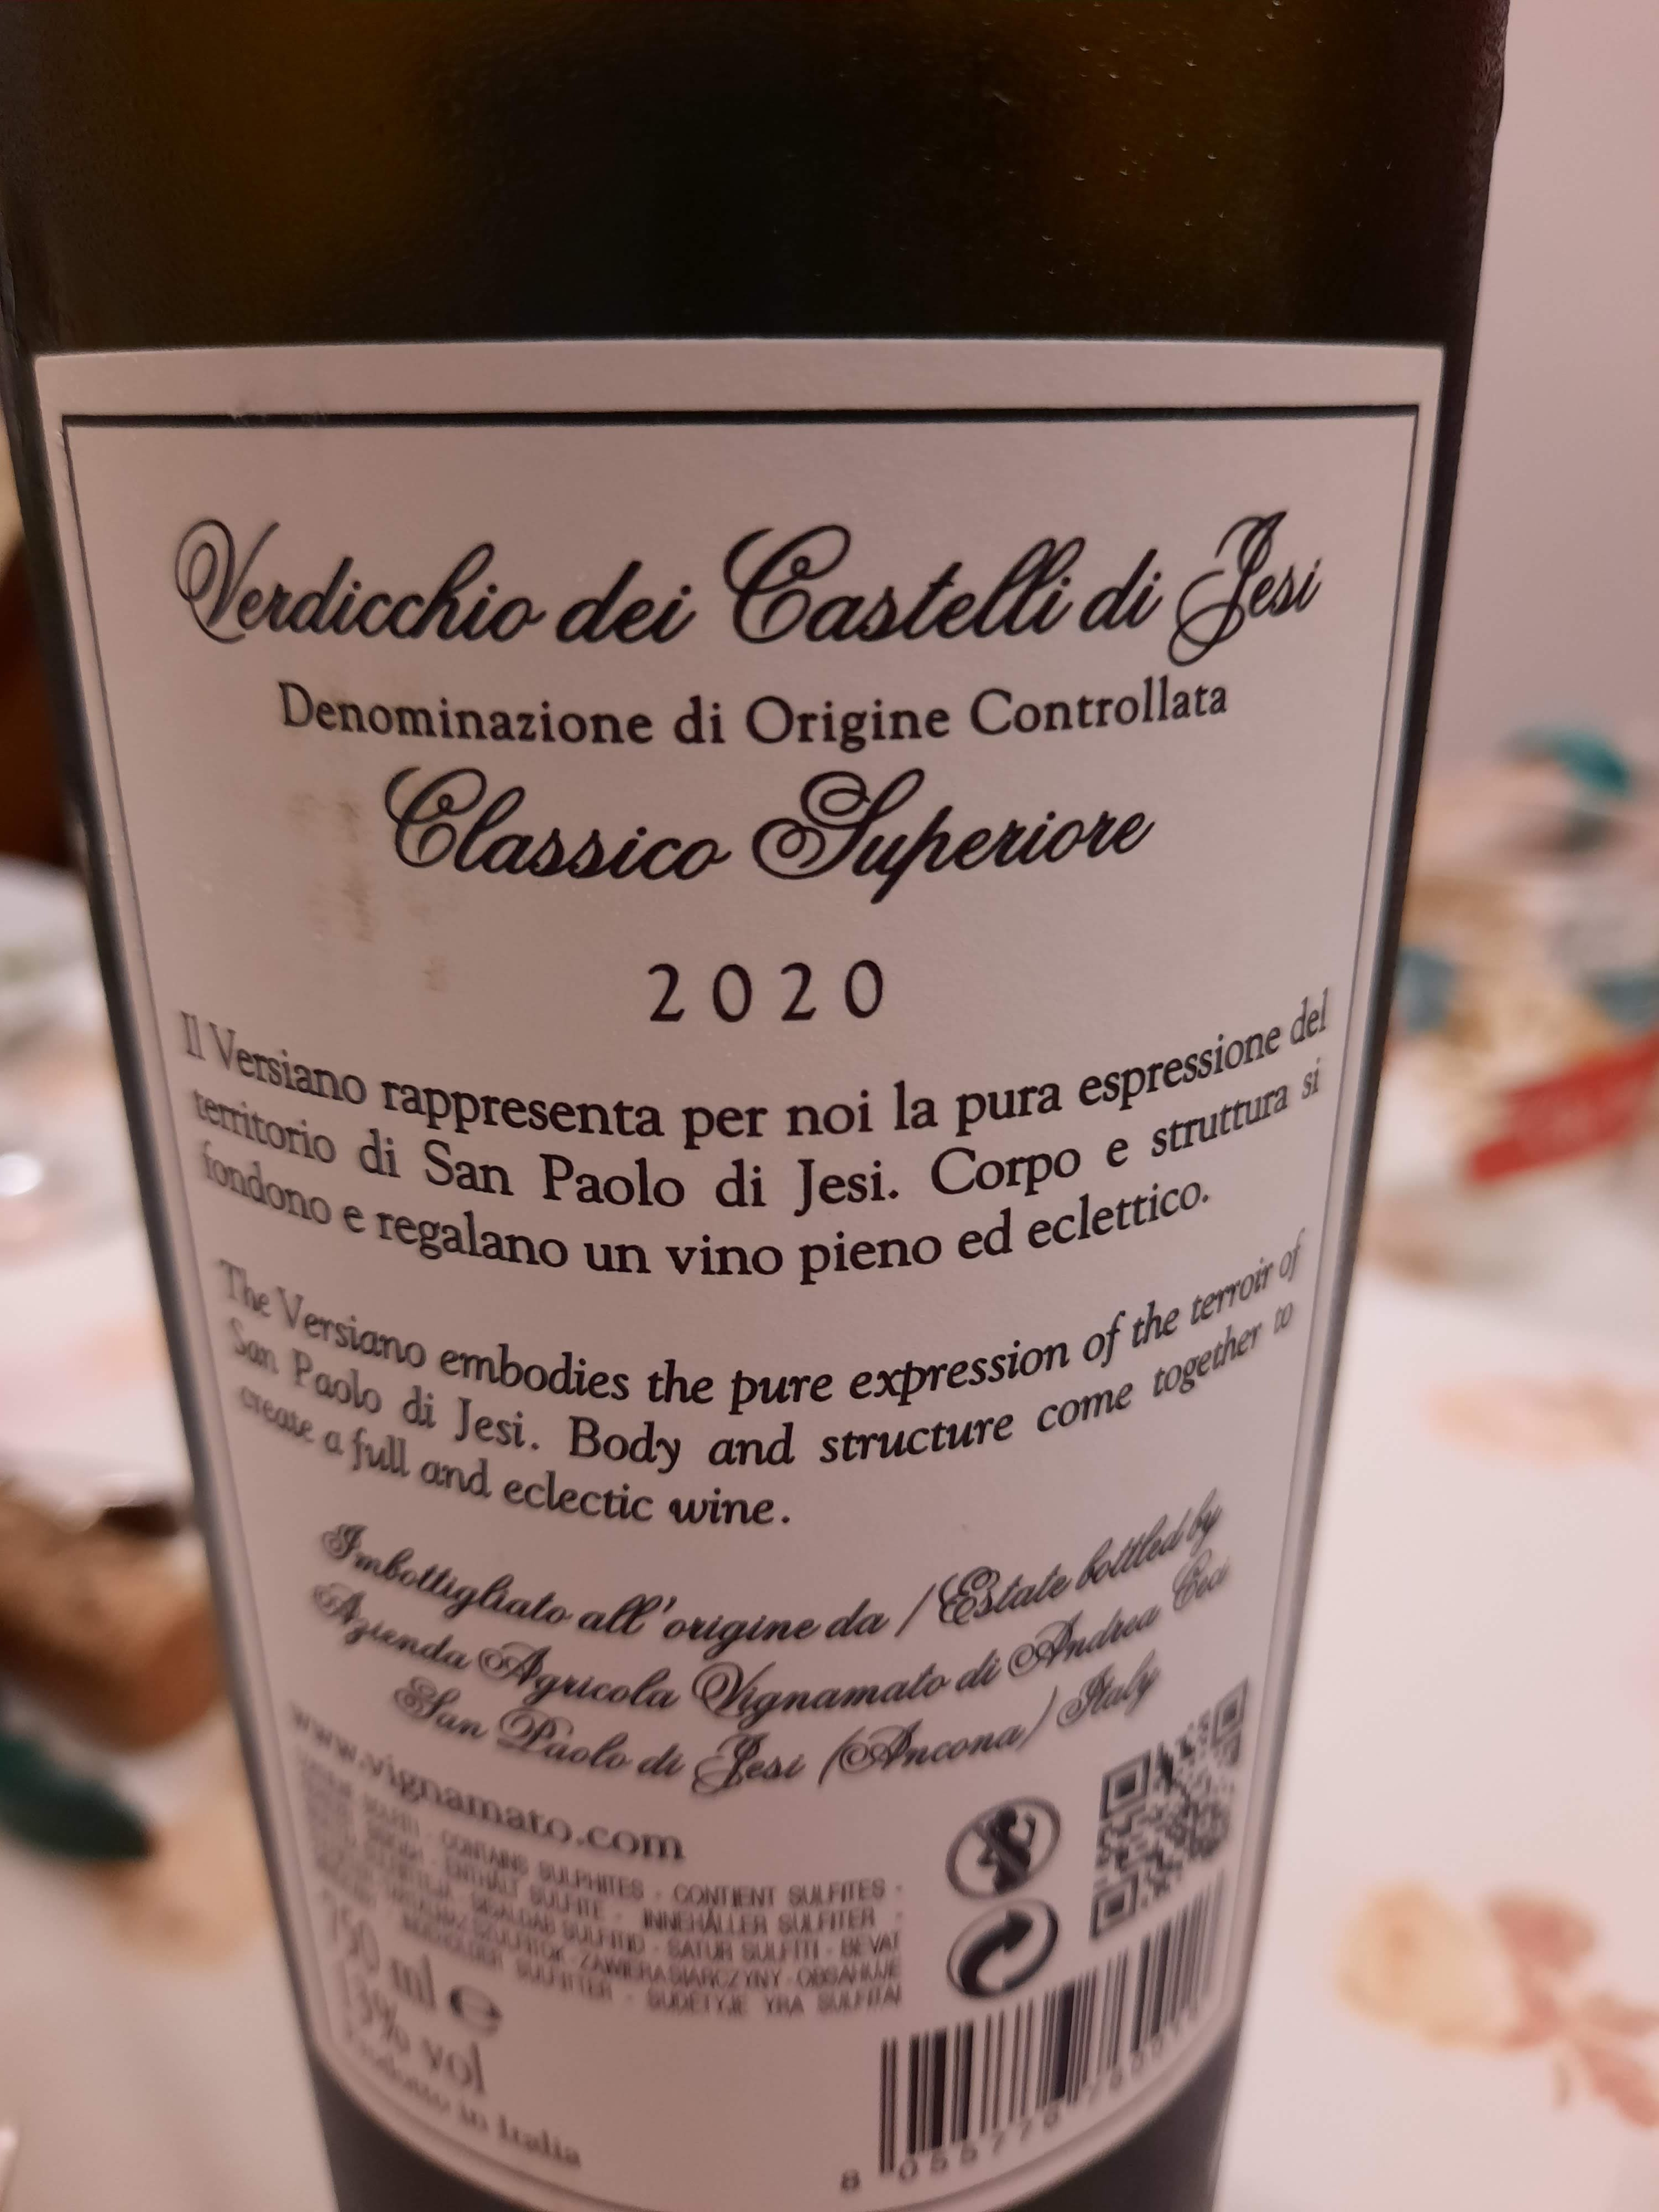 Verdicchio dei Castelli di Jesi
Denominazione di Origine Controllata
Classico Superiore
2020
Il Versiano rappresenta per noi la pura espressione del
territorio di San Paolo di Jesi. Corpo e struttura si
fondono e regalano un vino pieno ed eclettico.
The Versiano embodies the pure expression of the terroir of
San Paolo di Jesi. Body and structure come together to
create a full and eclectic wine.
Imbottigliato all'origine da / Estate bottled by
Azienda Agricola Vignamato di Andrea Ceci
San Paolo di Jesi (Ancona) Italy
www.vignamato.com
CONTAINS SULPHITES - CONTIENT SULFITES -
ENTHÄLT SULFITE - INNEHÅLLER SULFITER -
SULFITID - SATUR SULFITI - BEVAT
ZAWIERA SIARCZYNY - OBSAHUJE
SULFITTER - SUDĖTYJE YRA SULFITAI
750 ml e
13% vol
Prodotto in Italia